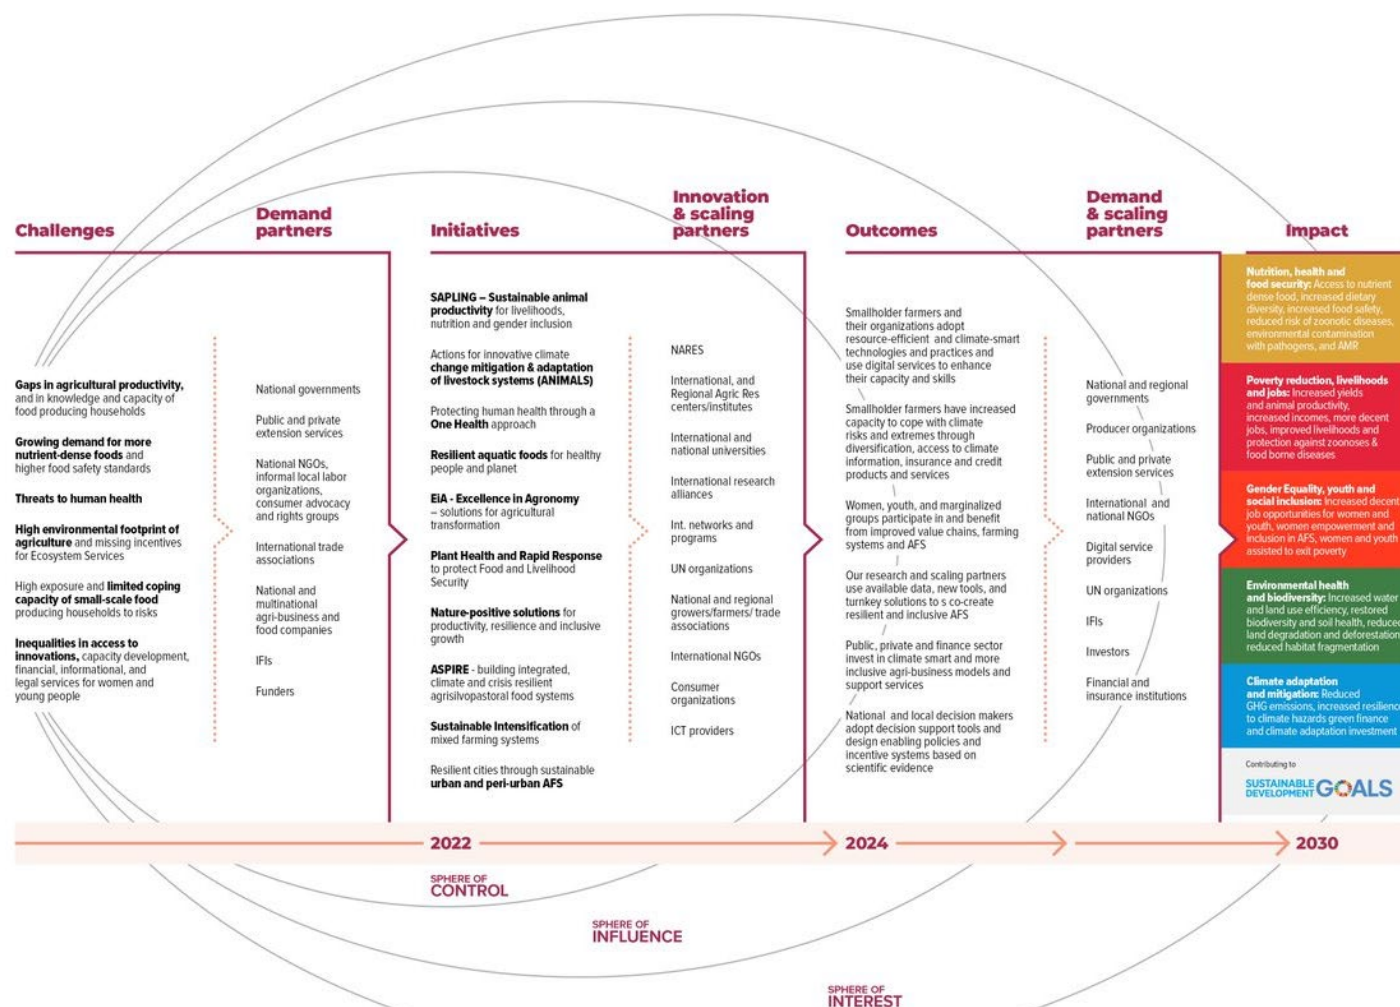 Challenges
Gaps in agricultural productivity,
and in knowledge and capacity of
food producing households
Growing demand for more
nutrient-dense foods and
higher food safety standards
Threats to human health
High environmental footprint of
agriculture and missing incentives
for Ecosystem Services
High exposure and limited coping
capacity of small-scale food
producing households to risks
Inequalities in access to
innovations, capacity development,
financial, informational, and
legal services for women and
young people
Demand
partners
National governments
Public and private
extension services
National NGOs,
informal local labor
organizations,
consumer advocacy
and rights groups
International trade
associations
National and
multinational
agri-business and
food companies
IFIs
Funders
Initiatives
SAPLING – Sustainable animal
productivity for livelihoods,
nutrition and gender inclusion
Actions for innovative climate
change mitigation & adaptation
of livestock systems (ANIMALS)
Protecting human health through a
One Health approach
Resilient aquatic foods for healthy
people and planet
EiA - Excellence in Agronomy
– solutions for agricultural
transformation
Plant Health and Rapid Response
to protect Food and Livelihood
Security
Nature-positive solutions for
productivity, resilience and inclusive
growth
ASPIRE - building integrated,
climate and crisis resilient
agrisilvopastoral food systems
Sustainable Intensification of
mixed farming systems
Resilient cities through sustainable
urban and peri-urban AFS
Innovation
& scaling
partners
NARES
International, and
Regional Agric Res
centers/institutes
International and
national universities
International research
alliances
Int. networks and
programs
UN organizations
National and regional
growers/farmers/ trade
associations
International NGOs
Consumer
organizations
ICT providers
Outcomes
Smallholder farmers and
their organizations adopt
resource-efficient and climate-smart
technologies and practices and
use digital services to enhance
their capacity and skills
Smallholder farmers have increased
capacity to cope with climate
risks and extremes through
diversification, access to climate
information, insurance and credit
products and services
Women, youth, and marginalized
groups participate in and benefit
from improved value chains, farming
systems and AFS
Our research and scaling partners
use available data, new tools, and
turnkey solutions to s co-create
resilient and inclusive AFS
Public, private and finance sector
invest in climate smart and more
inclusive agri-business models and
support services
National and local decision makers
adopt decision support tools and
design enabling policies and
incentive systems based on
scientific evidence
Demand
& scaling
partners
National and regional
governments
Producer organizations
Public and private
extension services
International and
national NGOs
Digital service
providers
UN organizations
IFIs
Investors
Financial and
insurance institutions
Impact
Nutrition, health and
food security: Access to nutrient
dense food, increased dietary
diversity, increased food safety,
reduced risk of zoonotic diseases,
environmental contamination
with pathogens, and AMR
Poverty reduction, livelihoods
and jobs: Increased yields
and animal productivity,
increased incomes, more decent
jobs, improved livelihoods and
protection against zoonoses &
food borne diseases
Gender Equality, youth and
social inclusion: Increased decent
job opportunities for women and
youth, women empowerment and
inclusion in AFS, women and youth
assisted to exit poverty
Environmental health
and biodiversity: Increased water
and land use efficiency, restored
biodiversity and soil health, reduced
land degradation and deforestation,
reduced habitat fragmentation
Climate adaptation
and mitigation: Reduced
GHG emissions, increased resilience
to climate hazards green finance
and climate adaptation investment
Contributing to
SUSTAINABLE
DEVELOPMENT GOALS
2022
2024
2030
SPHERE OF
CONTROL
SPHERE OF
INFLUENCE
SPHERE OF
INTEREST